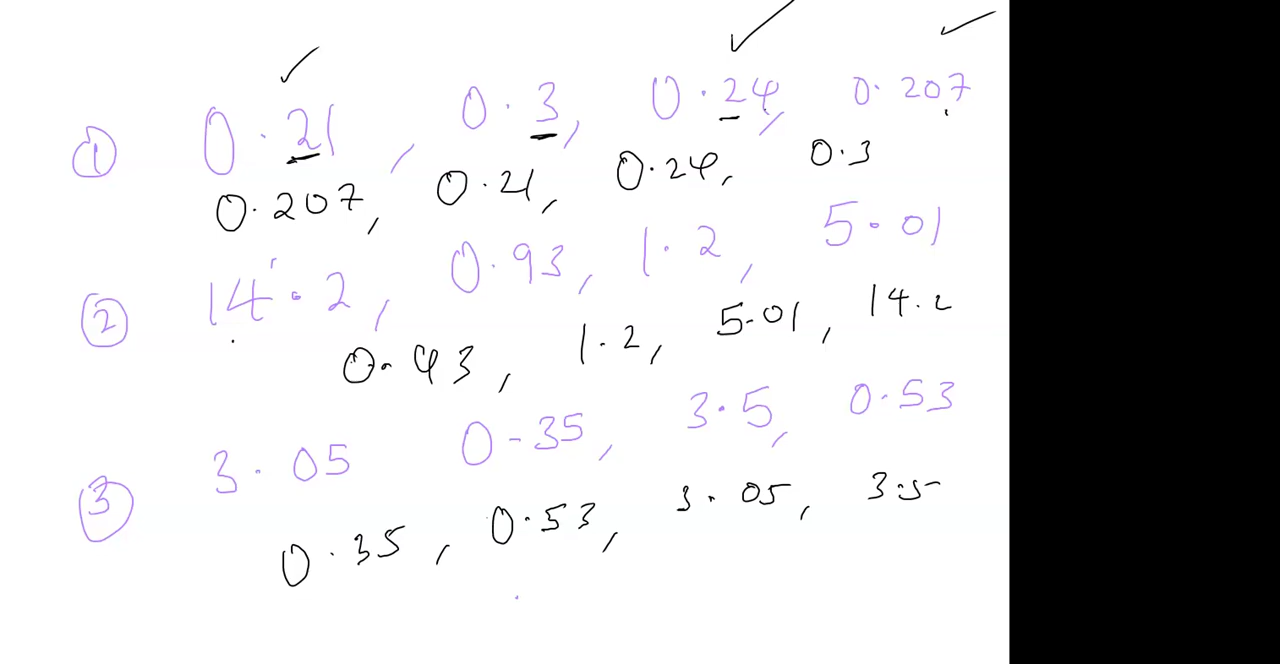 ① 0.21, 0.3, 0.24, 0.207
0.207, 0.21, 0.24, 0.3
② 14.2, 0.93, 1.2, 5.01
0.43, 1.2, 5.01, 14.2
③ 3.05 0.35, 3.5, 0.53
0.35, 0.53, 3.05, 3.5